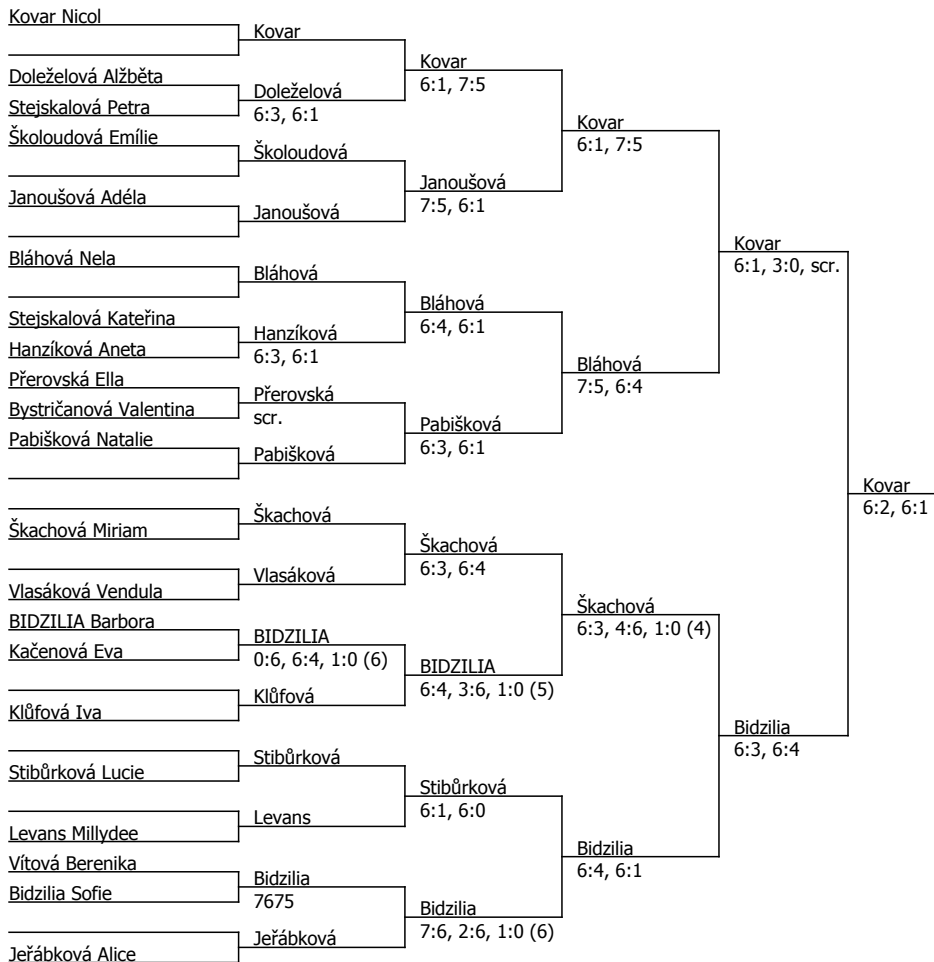 Kovar Nicol
Kovar
Kovar
6:1, 7:5
Doleželová Alžběta
Doleželová
6:3, 6:1
Stejskalová Petra
Kovar
6:1, 7:5
Školoudová Emílie
Školoudová
Janoušová
7:5, 6:1
Janoušová Adéla
Janoušová
Kovar
6:1, 3:0, scr.
Bláhová Nela
Bláhová
Bláhová
6:4, 6:1
Stejskalová Kateřina
Hanzíková
6:3, 6:1
Hanzíková Aneta
Bláhová
7:5, 6:4
Přerovská Ella
Přerovská
scr.
Bystričanová Valentina
Pabišková
6:3, 6:1
Pabišková Natalie
Pabišková
Kovar
6:2, 6:1
Škachová
Škachová Miriam
Škachová
6:3, 6:4
Vlasáková
Vlasáková Vendula
Škachová
6:3, 4:6, 1:0 (4)
BIDZILIA Barbora
BIDZILIA
0:6, 6:4, 1:0 (6)
Kačenová Eva
BIDZILIA
6:4, 3:6, 1:0 (5)
Klůfová
Klůfová Iva
Bidzilia
6:3, 6:4
Stibůrková
Stibůrková Lucie
Stibůrková
6:1, 6:0
Levans
Levans Millydee
Bidzilia
6:4, 6:1
Vítová Berenika
Bidzilia
7675
Bidzilia Sofie
Bidzilia
7:6, 2:6, 1:0 (6)
Jeřábková
Jeřábková Alice